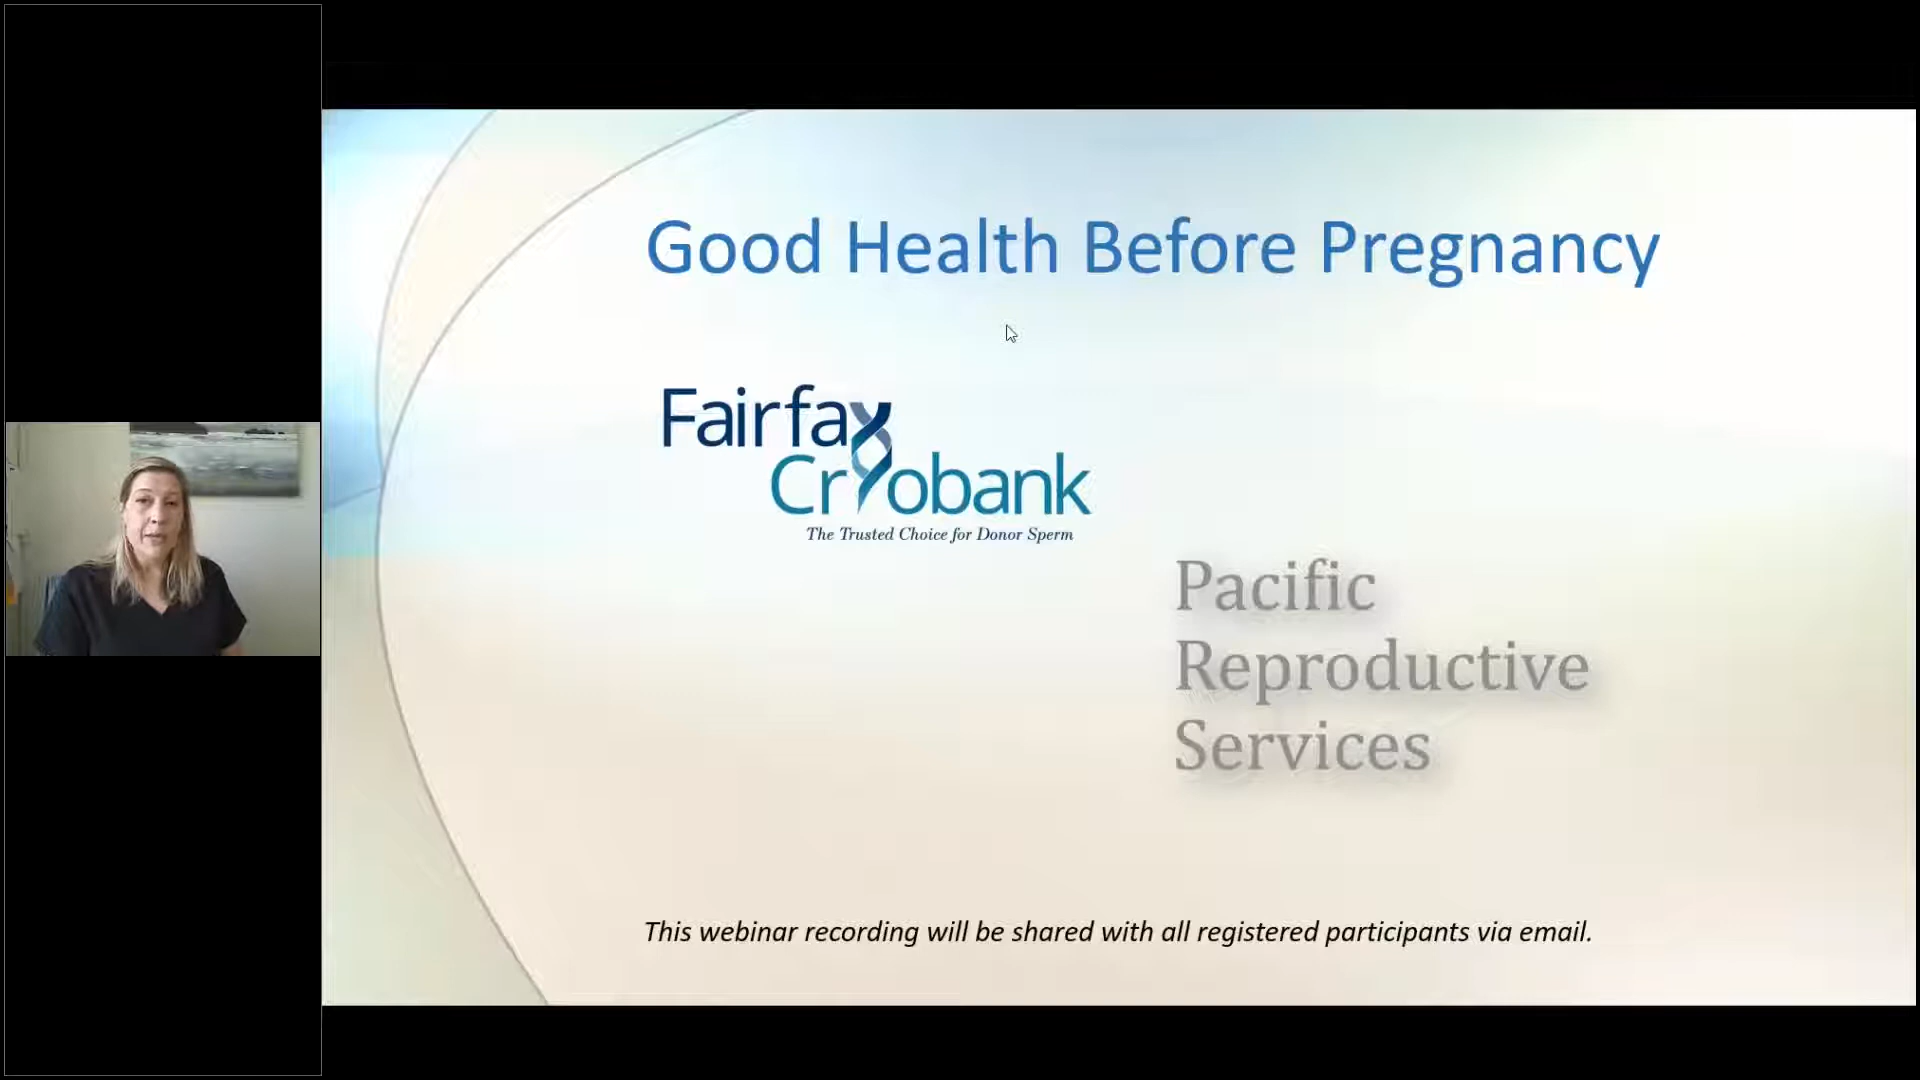 Good Health Before Pregnancy
Fairfax
Cryobank
The Trusted Choice for Donor Sperm
Pacific
Reproductive
Services
This webinar recording will be shared with all registered participants via email.